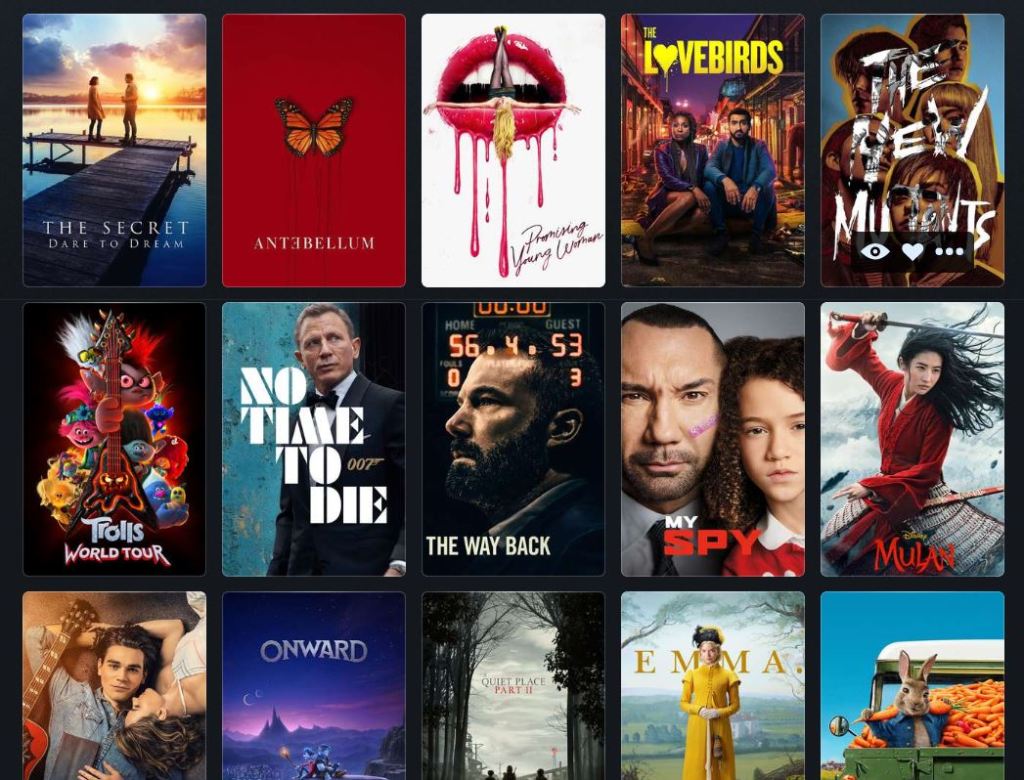 THE SECRET
DARE TO DREAM
ANTƎBELLUM
Promising
Young Woman
THE
LOVEBIRDS
THE
NEW
MUTANTS
Trolls
WORLD TOUR
NO
TIME
TO
007
DIE
00:00
HOME
GUEST
56 4 53
FOULS
0 3
THE WAY BACK
MY
SPY
Disney
MULAN
ONWARD
A QUIET PLACE
PART II
EMMA.